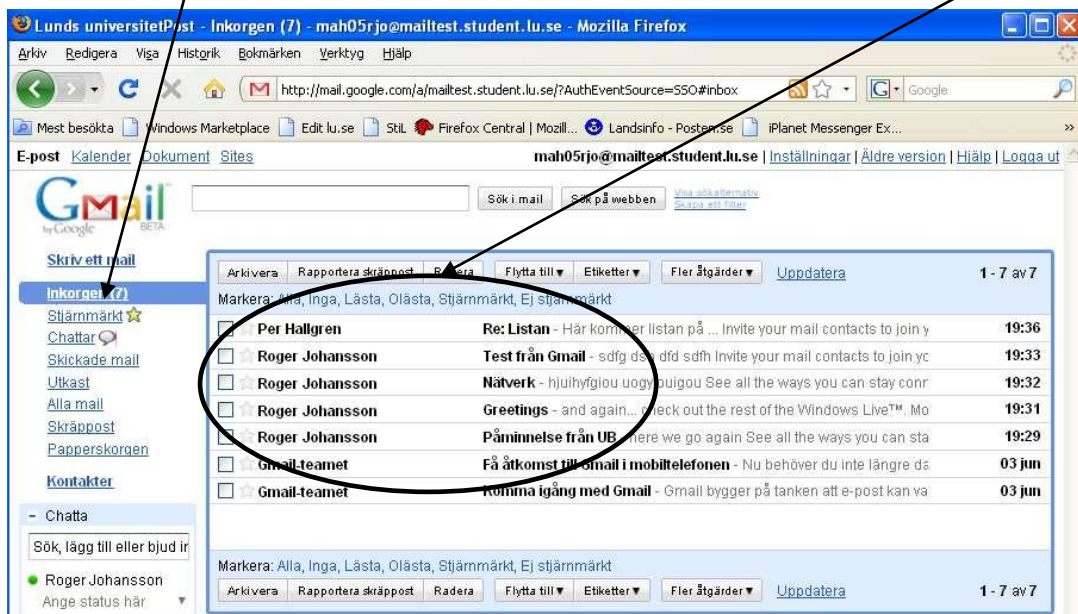 Lunds universitetPost - Inkorgen (7) - mah05rjo@mailtest.student.lu.se - Mozilla Firefox
Arkiv Redigera Visa Historik Bokmärken Verktyg Hjälp
http://mail.google.com/a/mailtest.student.lu.se/?AuthEventSource=SSO#inbox G Google
Mest besökta Windows Marketplace Edit lu.se StiL Firefox Central | Mozill... Landsinfo - Posten.se iPlanet Messenger Ex... »
E-post Kalender Dokument Sites mah05rjo@mailtest.student.lu.se | Inställningar | Äldre version | Hjälp | Logga ut
Gmail by Google BETA
Sök i mail Sök på webben Visa sökalternativ
Skapa ett filter
Skriv ett mail
Inkorgen (7)
Stjärnmärkt
Chattar
Skickade mail
Utkast
Alla mail
Skräppost
Papperskorgen
Kontakter
– Chatta
Sök, lägg till eller bjud in
Roger Johansson
Ange status här
Arkivera Rapportera skräppost Radera Flytta till Etiketter Fler åtgärder Uppdatera 1 - 7 av 7
Markera: Alla, Inga, Lästa, Olästa, Stjärnmärkt, Ej stjärnmärkt
Per Hallgren Re: Listan - Här kommer listan på ... Invite your mail contacts to join y 19:36
Roger Johansson Test från Gmail - sdfg dsh dfd sdfh Invite your mail contacts to join yc 19:33
Roger Johansson Nätverk - hjuihyfgiou uogy ouigou See all the ways you can stay conr 19:32
Roger Johansson Greetings - and again... check out the rest of the Windows Live™. Mo 19:31
Roger Johansson Påminnelse från UB - here we go again See all the ways you can sta 19:29
Gmail-teamet Få åtkomst till Gmail i mobiltelefonen - Nu behöver du inte längre da 03 jun
Gmail-teamet Komma igång med Gmail - Gmail bygger på tanken att e-post kan va 03 jun
Markera: Alla, Inga, Lästa, Olästa, Stjärnmärkt, Ej stjärnmärkt
Arkivera Rapportera skräppost Radera Flytta till Etiketter Fler åtgärder Uppdatera 1 - 7 av 7